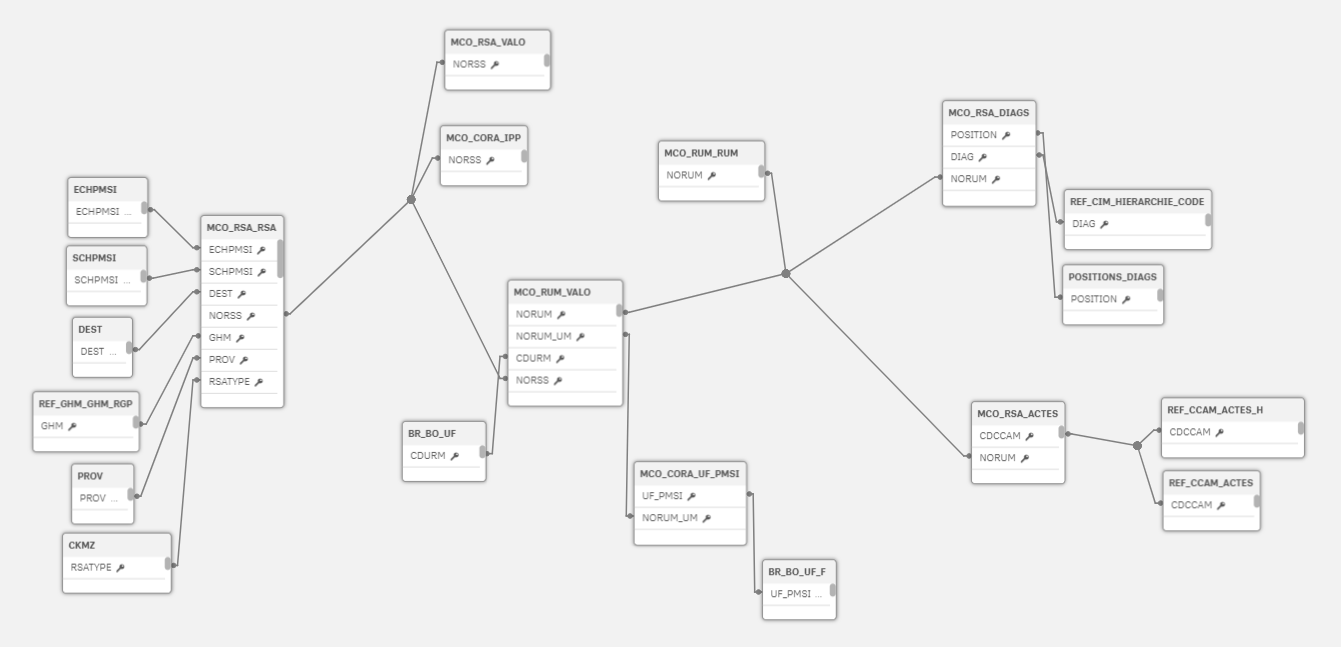 MCO_RSA_VALO
NORSS
MCO_CORA_IPP
NORSS
ECHPMSI
ECHPMSI ...
SCHPMSI
SCHPMSI ...
DEST
DEST ...
REF_GHM_GHM_RGP
GHM
PROV
PROV ...
CKMZ
RSATYPE
MCO_RSA_RSA
ECHPMSI
SCHPMSI
DEST
NORSS
GHM
PROV
RSATYPE
BR_BO_UF
CDURM
MCO_RUM_VALO
NORUM
NORUM_UM
CDURM
NORSS
MCO_RUM_RUM
NORUM
MCO_CORA_UF_PMSI
UF_PMSI
NORUM_UM
BR_BO_UF_F
UF_PMSI ...
MCO_RSA_DIAGS
POSITION
DIAG
NORUM
REF_CIM_HIERARCHIE_CODE
DIAG
POSITIONS_DIAGS
POSITION
MCO_RSA_ACTES
CDCCAM
NORUM
REF_CCAM_ACTES_H
CDCCAM
REF_CCAM_ACTES
CDCCAM